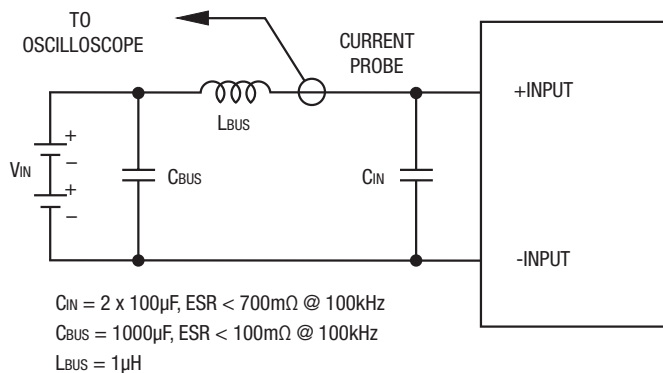 TO
OSCILLOSCOPE
CURRENT
PROBE
+INPUT
LBUS
+
VIN
–
+
–
CBUS
CIN
-INPUT
CIN = 2 x 100µF, ESR < 700mΩ @ 100kHz
CBUS = 1000µF, ESR < 100mΩ @ 100kHz
LBUS = 1µH